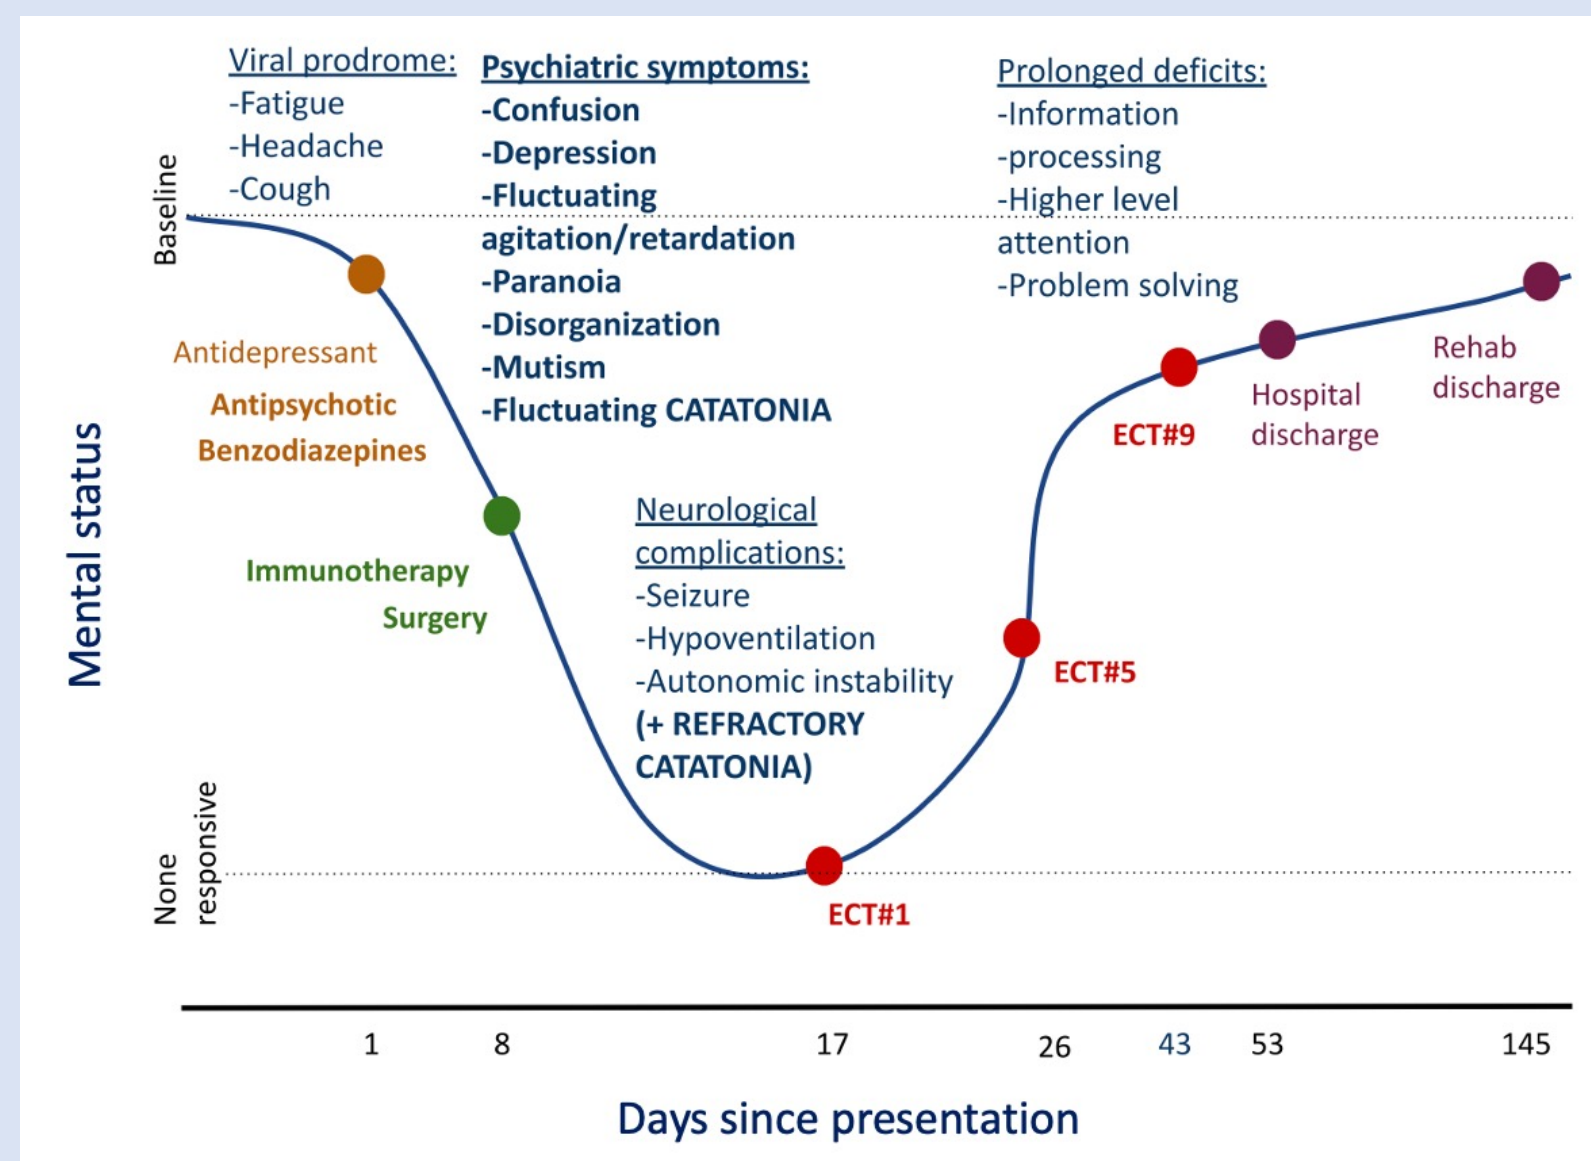 Viral prodrome:
-Fatigue
-Headache
-Cough
Psychiatric symptoms:
-Confusion
-Depression
-Fluctuating
agitation/retardation
-Paranoia
-Disorganization
-Mutism
-Fluctuating CATATONIA
Prolonged deficits:
-Information
-processing
-Higher level
attention
-Problem solving
Baseline
Mental status
None
responsive
Antidepressant
Antipsychotic
Benzodiazepines
Immunotherapy
Surgery
Neurological
complications:
-Seizure
-Hypoventilation
-Autonomic instability
(+ REFRACTORY
CATATONIA)
ECT#1
ECT#5
ECT#9
Hospital
discharge
Rehab
discharge
1 8 17 26 43 53 145
Days since presentation